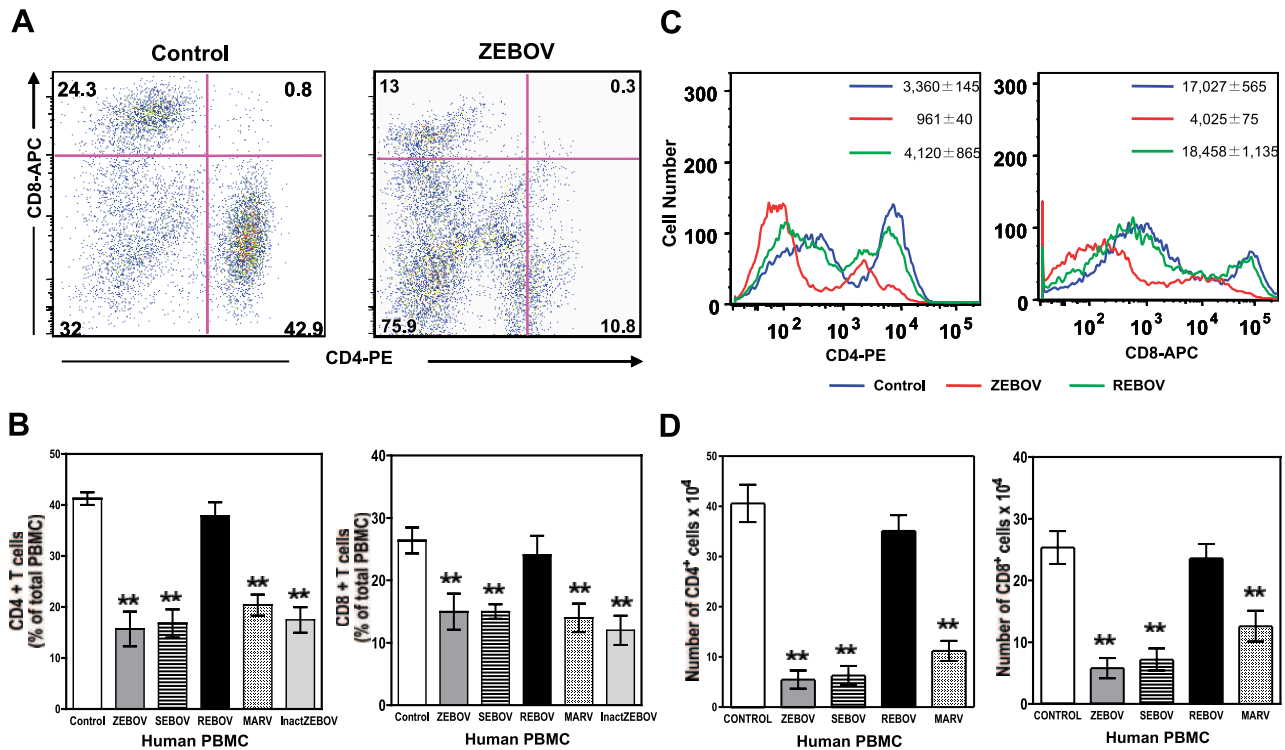 A
Control
ZEBOV
24.3
0.8
32
42.9
13
0.3
75.9
10.8
CD8-APC
CD4-PE
C
300
200
100
0
Cell Number
3,360±145
961±40
4,120±865
10² 10³ 10⁴ 10⁵
CD4-PE
300
200
100
0
17,027±565
4,025±75
18,458±1,135
10² 10³ 10⁴ 10⁵
CD8-APC
Control ZEBOV REBOV
B
CD4 + T cells
(% of total PBMC)
50
40
30
20
10
0
** ** ** **
Control ZEBOV SEBOV REBOV MARV InactZEBOV
Human PBMC
CD8 + T cells
(% of total PBMC)
40
30
20
10
0
** ** ** **
Control ZEBOV SEBOV REBOV MARV InactZEBOV
Human PBMC
D
Number of CD4⁺ cells x 10⁴
50
40
30
20
10
0
** ** **
CONTROL ZEBOV SEBOV REBOV MARV
Human PBMC
Number of CD8⁺ cells x 10⁴
40
30
20
10
0
** ** **
CONTROL ZEBOV SEBOV REBOV MARV
Human PBMC